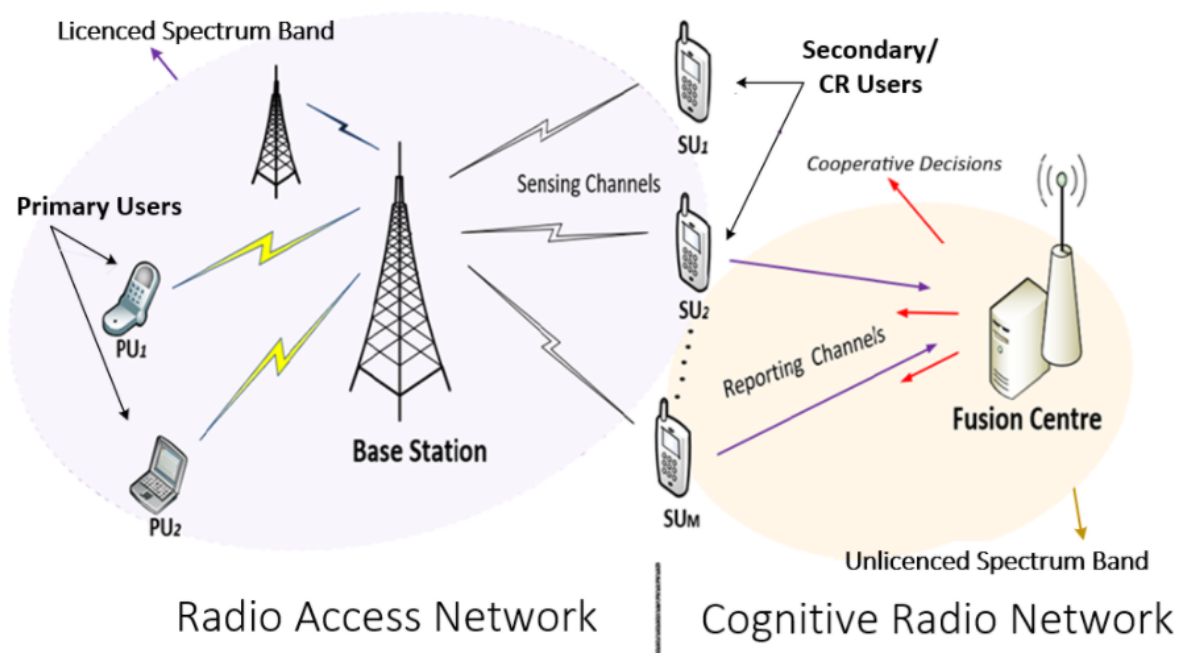 Licenced Spectrum Band
Secondary/
CR Users
SU1
Cooperative Decisions
Sensing Channels
Primary Users
PU1
SU2
Reporting Channels
Base Station
Fusion Centre
PU2
SUM
Unlicenced Spectrum Band
Radio Access Network
Cognitive Radio Network